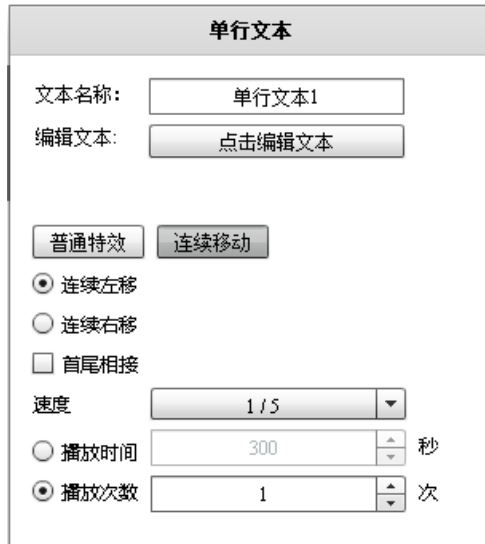 单行文本
文本名称： 单行文本1
编辑文本: 点击编辑文本
普通特效 连续移动
连续左移
连续右移
首尾相接
速度 1/5
播放时间 300 秒
播放次数 1 次